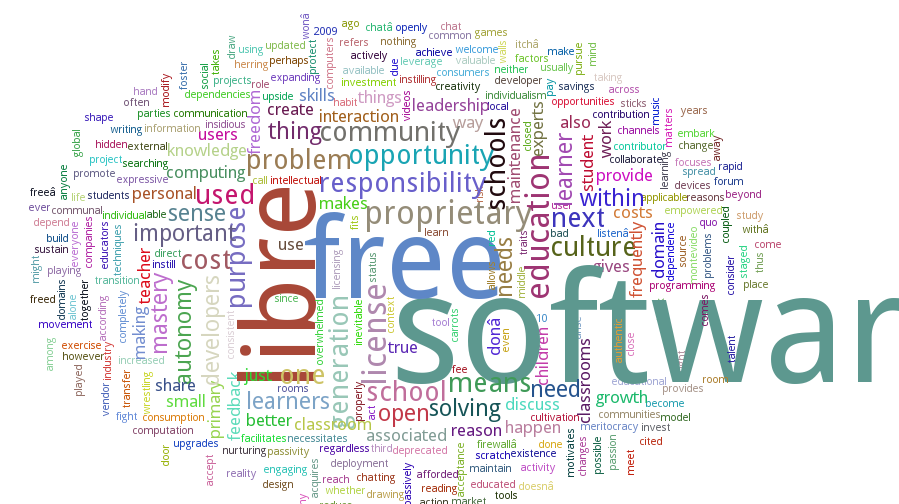 wonâ
ago
chatâ
openly
chat
2009
refers
nothing
common
games
draw
using
updated
protect
computers
actively
achieve
welcome
walls
itchâ
make
pursue
mind
social
takes
herring
perhaps
available
due
leverage
valuable
factors
foster
projects
expanding
investment
instilling
consumers
neither
usually
taking
hand
modify
dependencies
role
upside
skills
habit
things
videos
creativity
developer
pay
savings
across
often
parties
communication
freedom
create
interaction
leadership
local
individualism
opportunities
sticks
music
years
shape
writing
information
insidious
users
thing
community
way
schools
closed
experts
also
work
contribution
channels
matters
embark
global
hidden
external
knowledge
problem
opportunity
maintenance
learner
student
contributor
change
away
project
searching
computing
collaborate
learning
focuses
rapid
promote
expressive
call
intellectual
responsibility
education
provide
spread
devices
forum
freeâ
anyone
life
students
personal
used
libre
makes
risk
within
applicable
reasons
beyond
ever
communal
individual
able
sense
purpose
fits
proprietary
use
next
costs
empowered
coupled
study
depend
everyone
companies
educators
techniques
important
use
free
learn
needs
traits
bad
listenâ
frequently
domain
dependence
quo
withâ
build
sustain
direct
cost
licensing
status
allowed
culture
source
montevideo
problems
staged
come
might
playing
instill
teacher
mastery
middle
gives
programming
consider
thus
place
freed
domains
alone
together
transition
autonomy
developers
since
generation
license
context
software
comes
movement
according
completely
making
consistent
overwhelmed
inevitable
tool
carrots
donâ
even
10
children
authentic
close
talent
among
exercise
however
industry
increased
true
classrooms
played
vendor
transfer
wrestling
share
just
one
rooms
properly
act
fee
school
means
need
educational
room
provides
small
primary
feedback
learners
open
solving
discuss
cultivation
growth
become
fight
consumption
better
classroom
communities
model
computation
associated
reason
happen
meritocracy
invest
door
upgrades
facilitates
necessitates
regardless
third
deprecated
firewallâ
done
motivates
changes
possible
passion
meet
cited
accept
nurturing
passivity
scratch
existence
reality
engaging
acquires
deployment
passively
acceptance
maintain
activity
design
reach
chatting
afforded
educated
doesnâ
whether
drawing
reading
tools
action
market